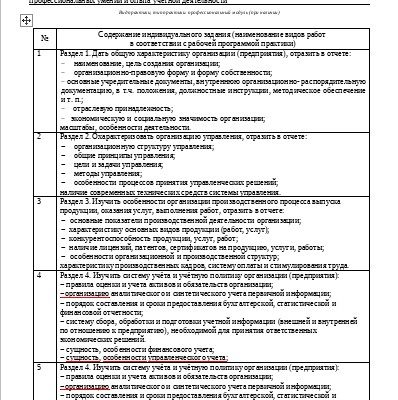 профессиональных умений и опыта учетной деятельности
Вид практики, тип практики профессиональный модуль (при наличии)
№
Содержание индивидуального задания (наименование видов работ
в соответствии с рабочей программой практики)
1
Раздел 1. Дать общую характеристику организации (предприятия), отразить в отчете:
– наименование, цель создания организации;
– организационно-правовую форму и форму собственности;
- основные учредительные документы, внутреннюю организационно-распорядительную
документацию, в т.ч. положения, должностные инструкции, методическое обеспечение
и т. п.;
– отраслевую принадлежность;
– экономическую и социальную значимость организации;
масштабы, особенности деятельности.
2
Раздел 2. Охарактеризовать организацию управления, отразить в отчете:
– организационную структуру управления;
– общие принципы управления;
– цели и задачи управления;
– методы управления;
– особенности процессов принятия управленческих решений;
наличие современных технических средств управления.
3
Раздел 3. Изучить особенности организации производственного процесса выпуска
продукции, оказания услуг, выполнения работ, отразить в отчете:
– основные показатели производственной деятельности организации;
– характеристику основных видов продукции (работ, услуг);
– конкурентоспособность продукции, услуг, работ;
– наличие лицензий, патентов, сертификатов на продукцию, услуги, работы;
– особенности организационной и производственной структур;
характеристику производственных кадров, систему оплаты и стимулирования труда.
4
Раздел 4. Изучить систему учёта и учётную политику организации (предприятия):
– правила оценки и учета активов и обязательств организации;
–организацию аналитического и синтетического учета первичной информации;
– порядок составления и сроки предоставления бухгалтерской, статистической и
финансовой отчетности;
– систему сбора, обработки и подготовки учетной информации (внешней и внутренней
по отношению к предприятию), необходимой для принятия ответственных
экономических решений.
– сущность, особенности финансового учета;
– сущность, особенности управленческого учета;
5
Раздел 4. Изучить систему учёта и учётную политику организации (предприятия):
– правила оценки и учета активов и обязательств организации;
–организацию аналитического и синтетического учета первичной информации;
– порядок составления и сроки предоставления бухгалтерской, статистической и